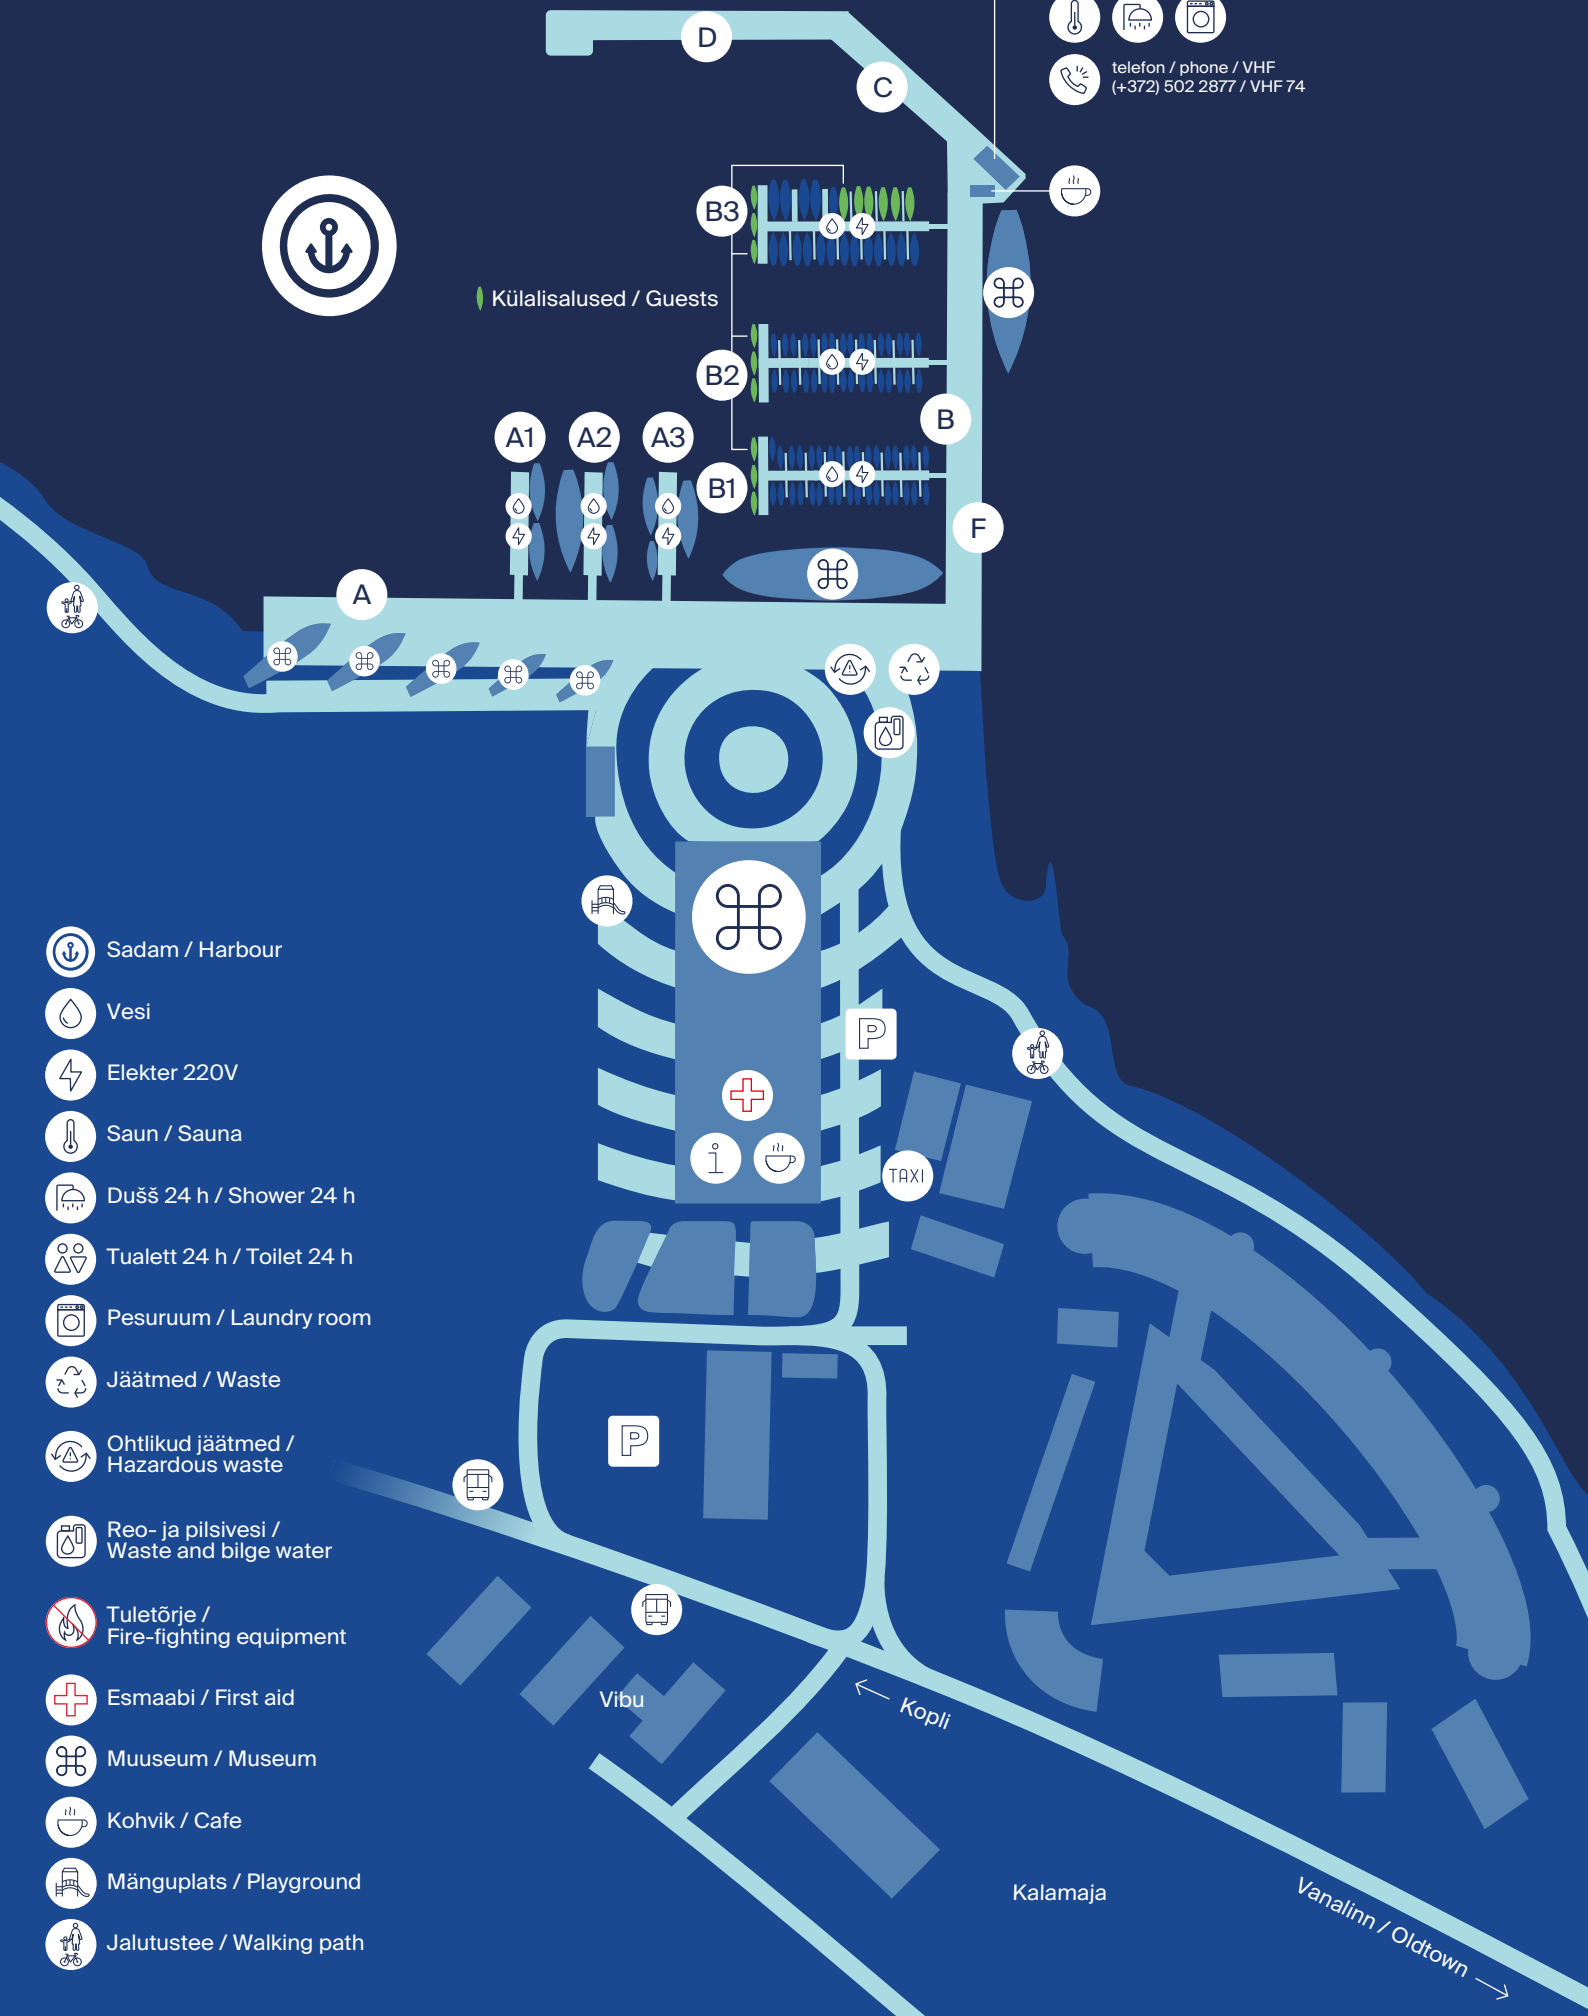 D
C
telefon / phone / VHF
(+372) 502 2877 / VHF 74
B3
Külalisalused / Guests
B2
B
A1
A2
A3
B1
F
A
P
i
TAXI
P
Sadam / Harbour
Vesi
Elekter 220V
Saun / Sauna
Dušš 24 h / Shower 24 h
Tualett 24 h / Toilet 24 h
Pesuruum / Laundry room
Jäätmed / Waste
Ohtlikud jäätmed /
Hazardous waste
Reo- ja pilsivesi /
Waste and bilge water
Tuletõrje /
Fire-fighting equipment
Esmaabi / First aid
Muuseum / Museum
Kohvik / Cafe
Mänguplats / Playground
Jalutustee / Walking path
Vibu
Kopli
Kalamaja
Vanalinn / Oldtown